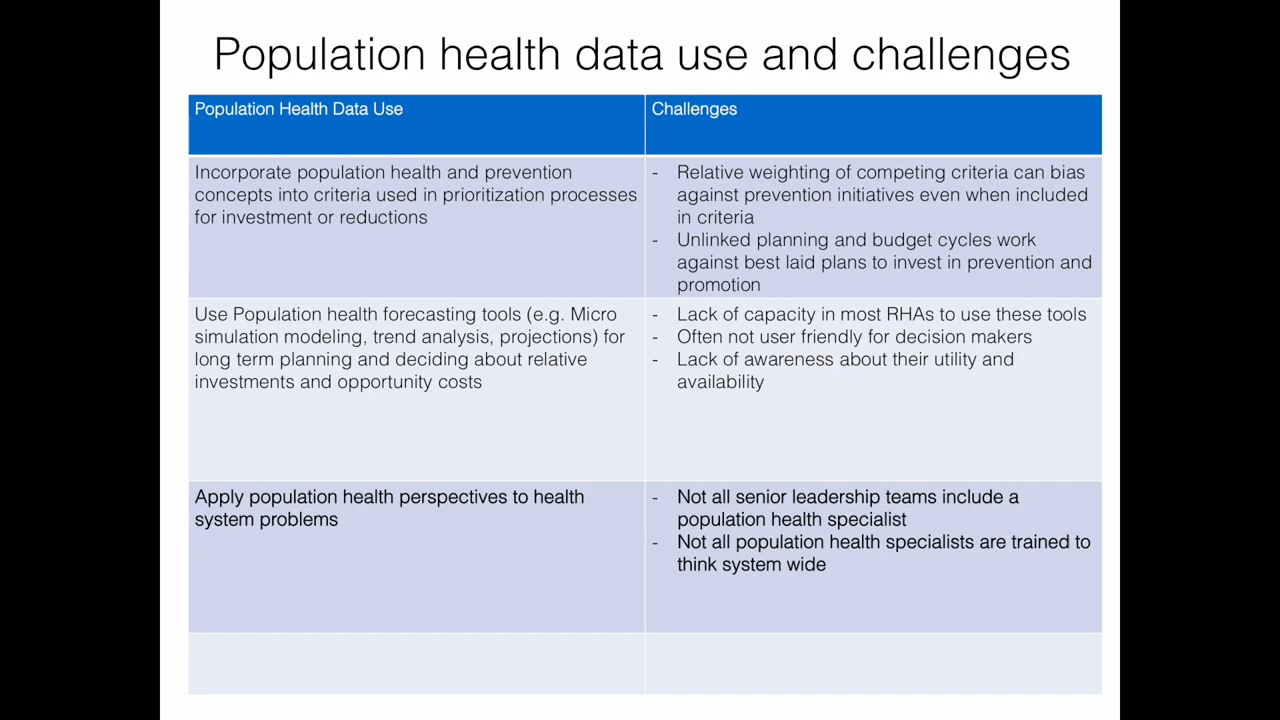 Population health data use and challenges
Population Health Data Use
Challenges
Incorporate population health and prevention
concepts into criteria used in prioritization processes
for investment or reductions
- Relative weighting of competing criteria can bias
against prevention initiatives even when included
in criteria
- Unlinked planning and budget cycles work
against best laid plans to invest in prevention and
promotion
Use Population health forecasting tools (e.g. Micro
simulation modeling, trend analysis, projections) for
long term planning and deciding about relative
investments and opportunity costs
- Lack of capacity in most RHAs to use these tools
- Often not user friendly for decision makers
- Lack of awareness about their utility and
availability
Apply population health perspectives to health
system problems
- Not all senior leadership teams include a
population health specialist
- Not all population health specialists are trained to
think system wide